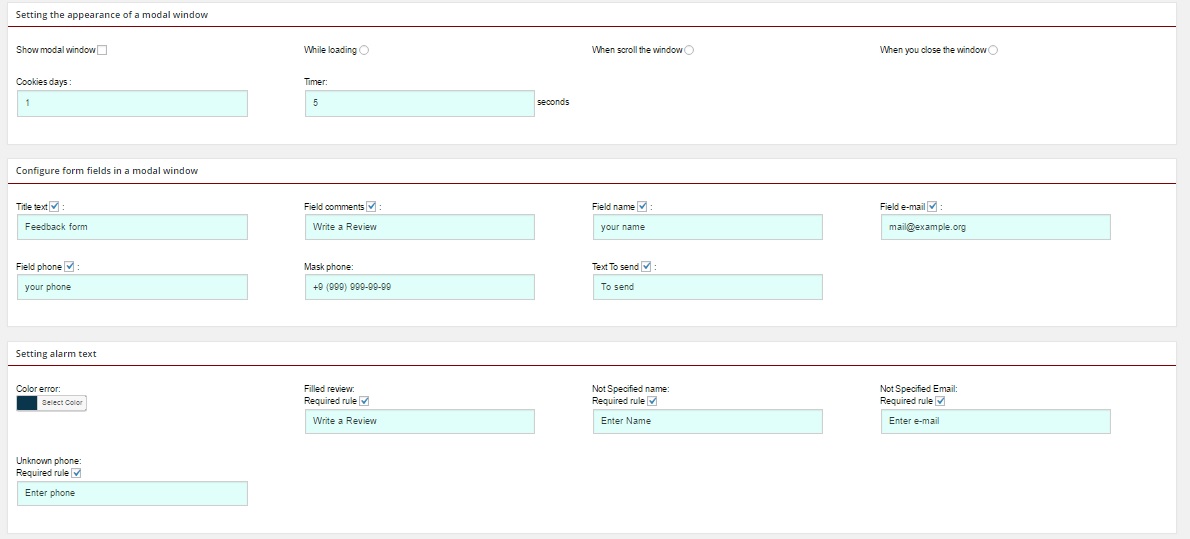 Setting the appearance of a modal window
Show modal window While loading When scroll the window When you close the window
Cookies days : Timer:
1 5 seconds
Configure form fields in a modal window
Title text : Field comments : Field name : Field e-mail :
Feedback form Write a Review your name mail@example.org
Field phone : Mask phone: Text To send :
your phone +9 (999) 999-99-99 To send
Setting alarm text
Color error: Filled review: Not Specified name: Not Specified Email:
Select Color Required rule Required rule Required rule
Write a Review Enter Name Enter e-mail
Unknown phone:
Required rule
Enter phone